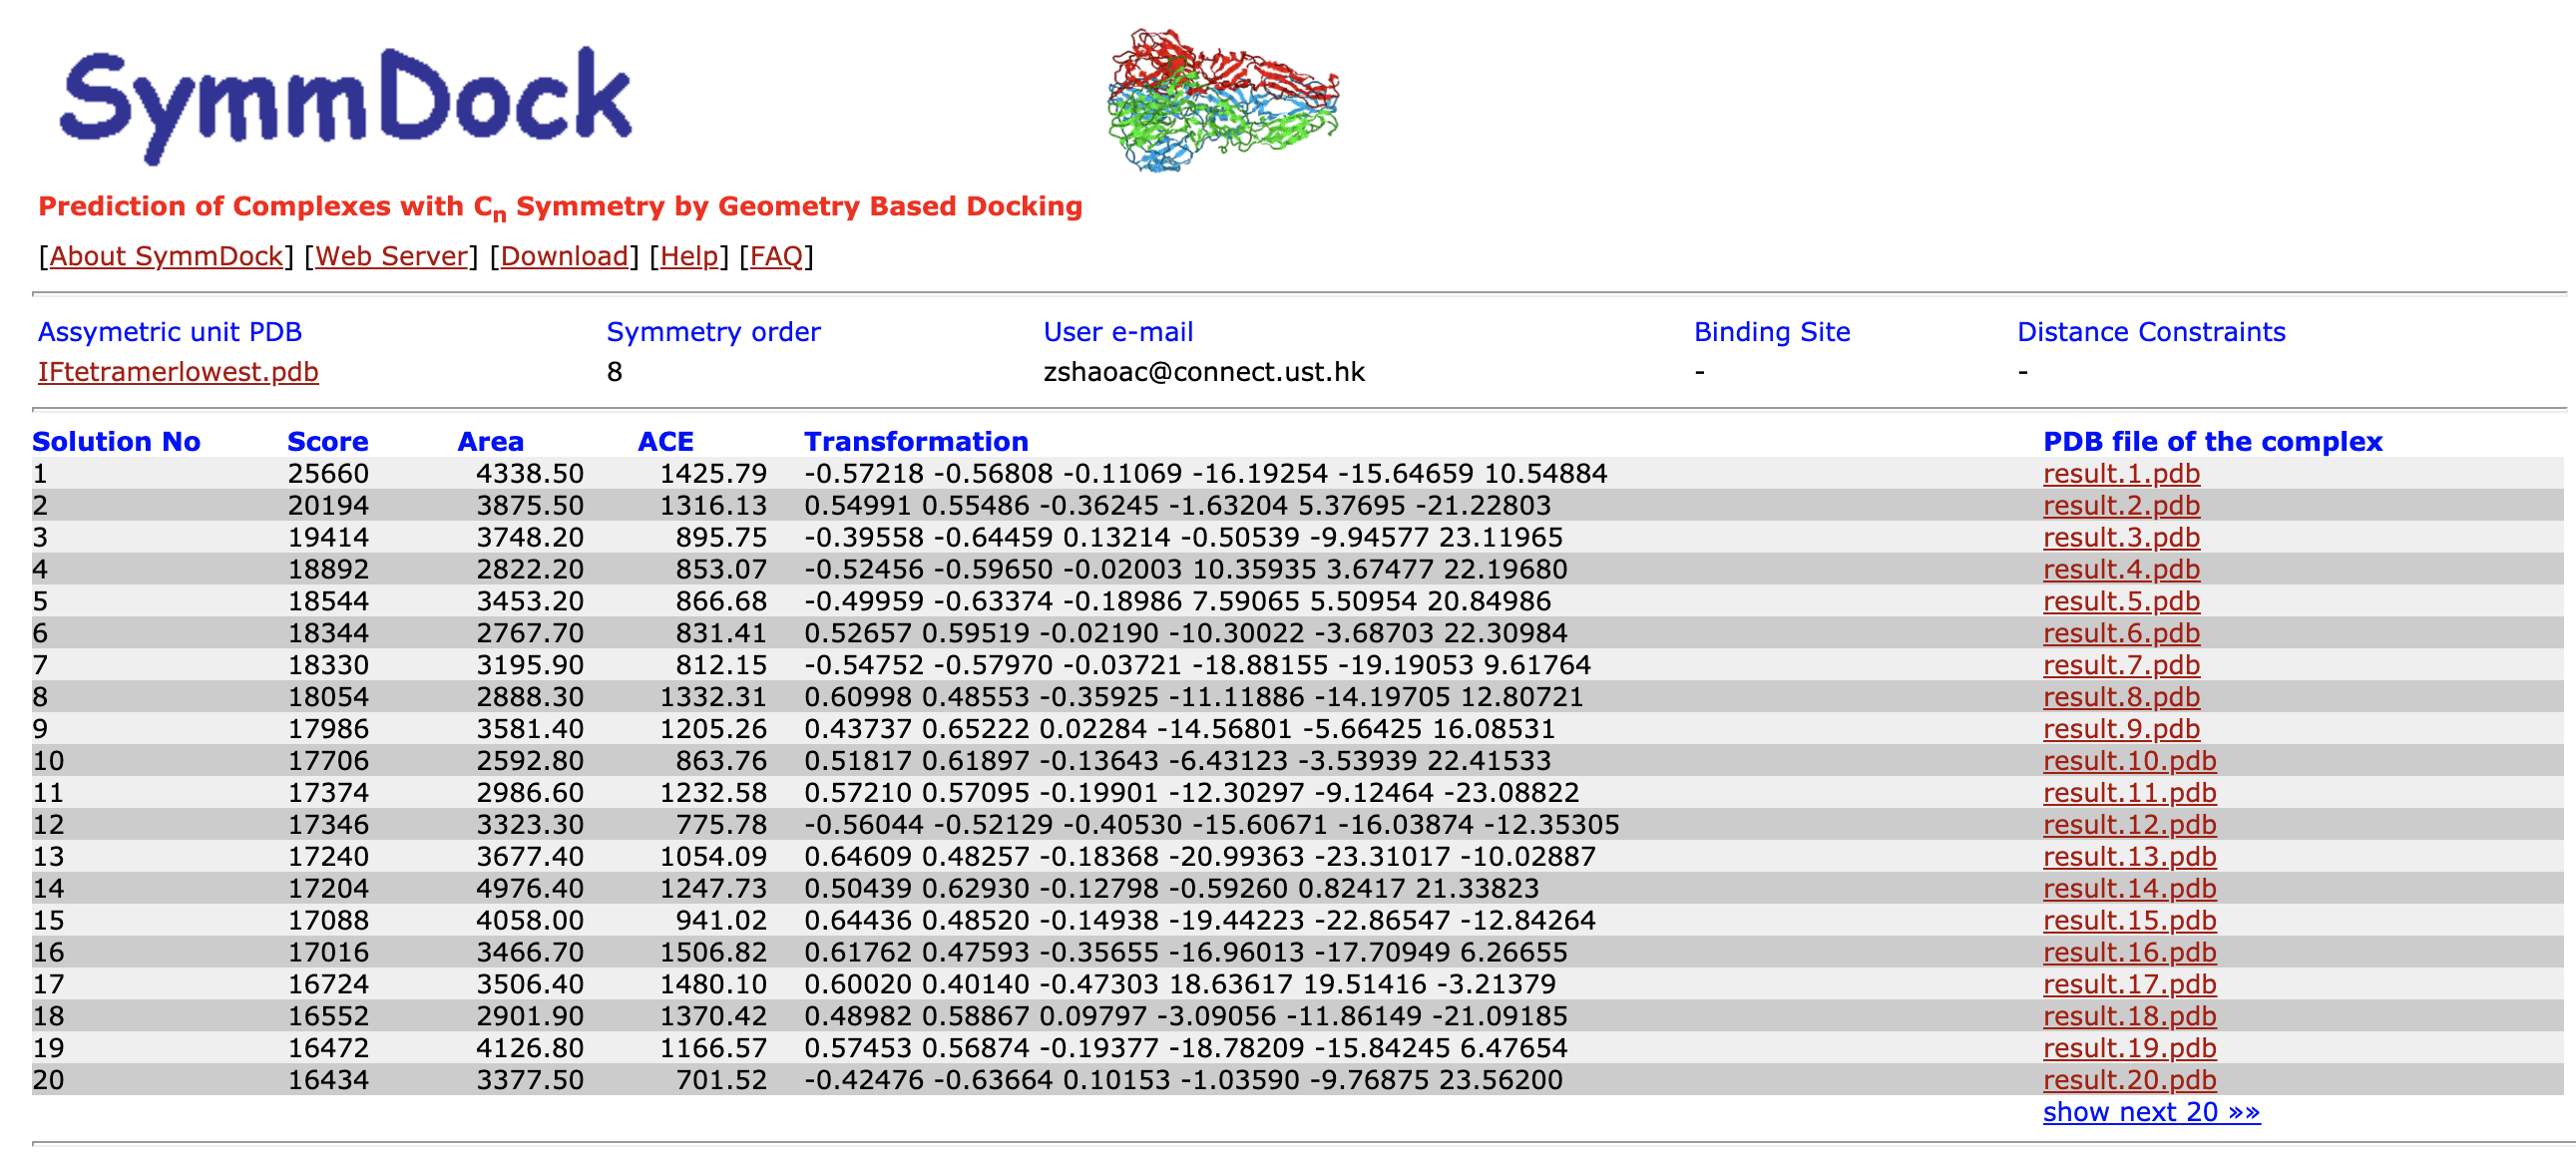 SymmDock
Prediction of Complexes with Cn Symmetry by Geometry Based Docking
[About SymmDock] [Web Server] [Download] [Help] [FAQ]
Assymetric unit PDB Symmetry order User e-mail Binding Site Distance Constraints
IFtetramerlowest.pdb 8 zshaoac@connect.ust.hk - -
Solution No Score Area ACE Transformation PDB file of the complex
1 25660 4338.50 1425.79 -0.57218 -0.56808 -0.11069 -16.19254 -15.64659 10.54884 result.1.pdb
2 20194 3875.50 1316.13 0.54991 0.55486 -0.36245 -1.63204 5.37695 -21.22803 result.2.pdb
3 19414 3748.20 895.75 -0.39558 -0.64459 0.13214 -0.50539 -9.94577 23.11965 result.3.pdb
4 18892 2822.20 853.07 -0.52456 -0.59650 -0.02003 10.35935 3.67477 22.19680 result.4.pdb
5 18544 3453.20 866.68 -0.49959 -0.63374 -0.18986 7.59065 5.50954 20.84986 result.5.pdb
6 18344 2767.70 831.41 0.52657 0.59519 -0.02190 -10.30022 -3.68703 22.30984 result.6.pdb
7 18330 3195.90 812.15 -0.54752 -0.57970 -0.03721 -18.88155 -19.19053 9.61764 result.7.pdb
8 18054 2888.30 1332.31 0.60998 0.48553 -0.35925 -11.11886 -14.19705 12.80721 result.8.pdb
9 17986 3581.40 1205.26 0.43737 0.65222 0.02284 -14.56801 -5.66425 16.08531 result.9.pdb
10 17706 2592.80 863.76 0.51817 0.61897 -0.13643 -6.43123 -3.53939 22.41533 result.10.pdb
11 17374 2986.60 1232.58 0.57210 0.57095 -0.19901 -12.30297 -9.12464 -23.08822 result.11.pdb
12 17346 3323.30 775.78 -0.56044 -0.52129 -0.40530 -15.60671 -16.03874 -12.35305 result.12.pdb
13 17240 3677.40 1054.09 0.64609 0.48257 -0.18368 -20.99363 -23.31017 -10.02887 result.13.pdb
14 17204 4976.40 1247.73 0.50439 0.62930 -0.12798 -0.59260 0.82417 21.33823 result.14.pdb
15 17088 4058.00 941.02 0.64436 0.48520 -0.14938 -19.44223 -22.86547 -12.84264 result.15.pdb
16 17016 3466.70 1506.82 0.61762 0.47593 -0.35655 -16.96013 -17.70949 6.26655 result.16.pdb
17 16724 3506.40 1480.10 0.60020 0.40140 -0.47303 18.63617 19.51416 -3.21379 result.17.pdb
18 16552 2901.90 1370.42 0.48982 0.58867 0.09797 -3.09056 -11.86149 -21.09185 result.18.pdb
19 16472 4126.80 1166.57 0.57453 0.56874 -0.19377 -18.78209 -15.84245 6.47654 result.19.pdb
20 16434 3377.50 701.52 -0.42476 -0.63664 0.10153 -1.03590 -9.76875 23.56200 result.20.pdb
show next 20 »»